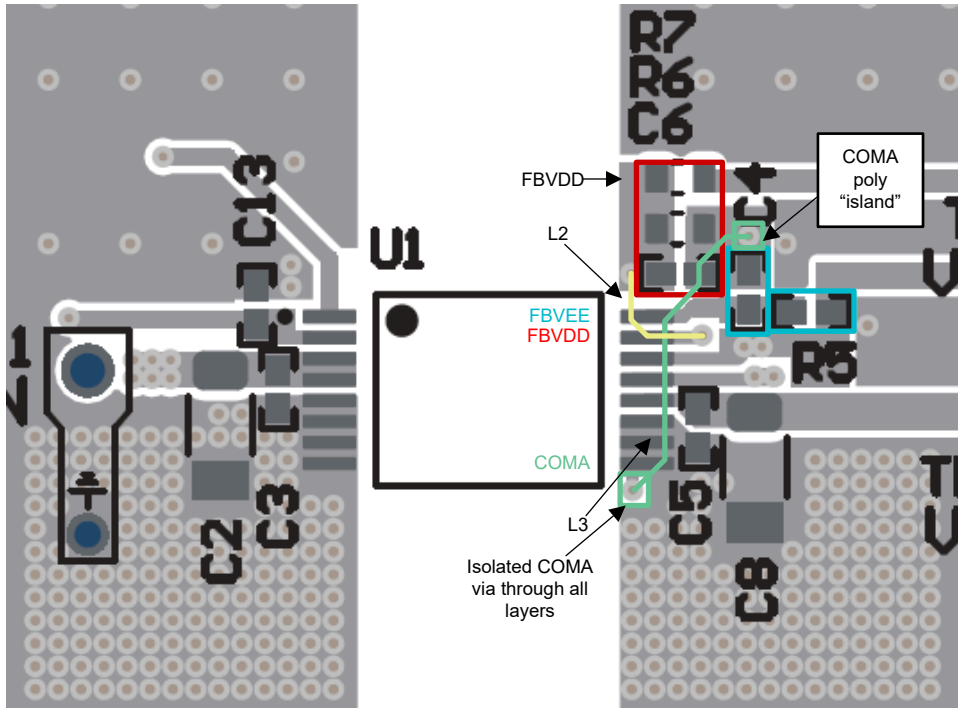 R7
R6
C6
COMA
poly
“island”
FBVDD
C4
C13
L2
U1
FBVEE
FBVDD
1
R5
COMA
L3
C5
C3
C2
C8
Isolated COMA
via through all
layers